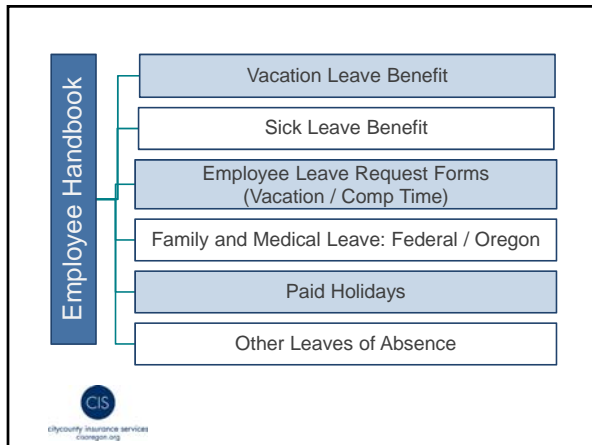 Employee Handbook
Vacation Leave Benefit
Sick Leave Benefit
Employee Leave Request Forms
(Vacation / Comp Time)
Family and Medical Leave: Federal / Oregon
Paid Holidays
Other Leaves of Absence
CIS
citycounty insurance services
cisoregon.org